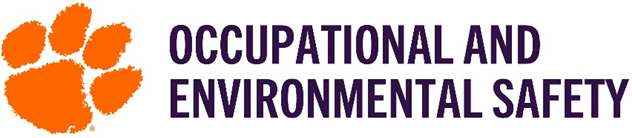 OCCUPATIONAL AND
ENVIRONMENTAL SAFETY
®